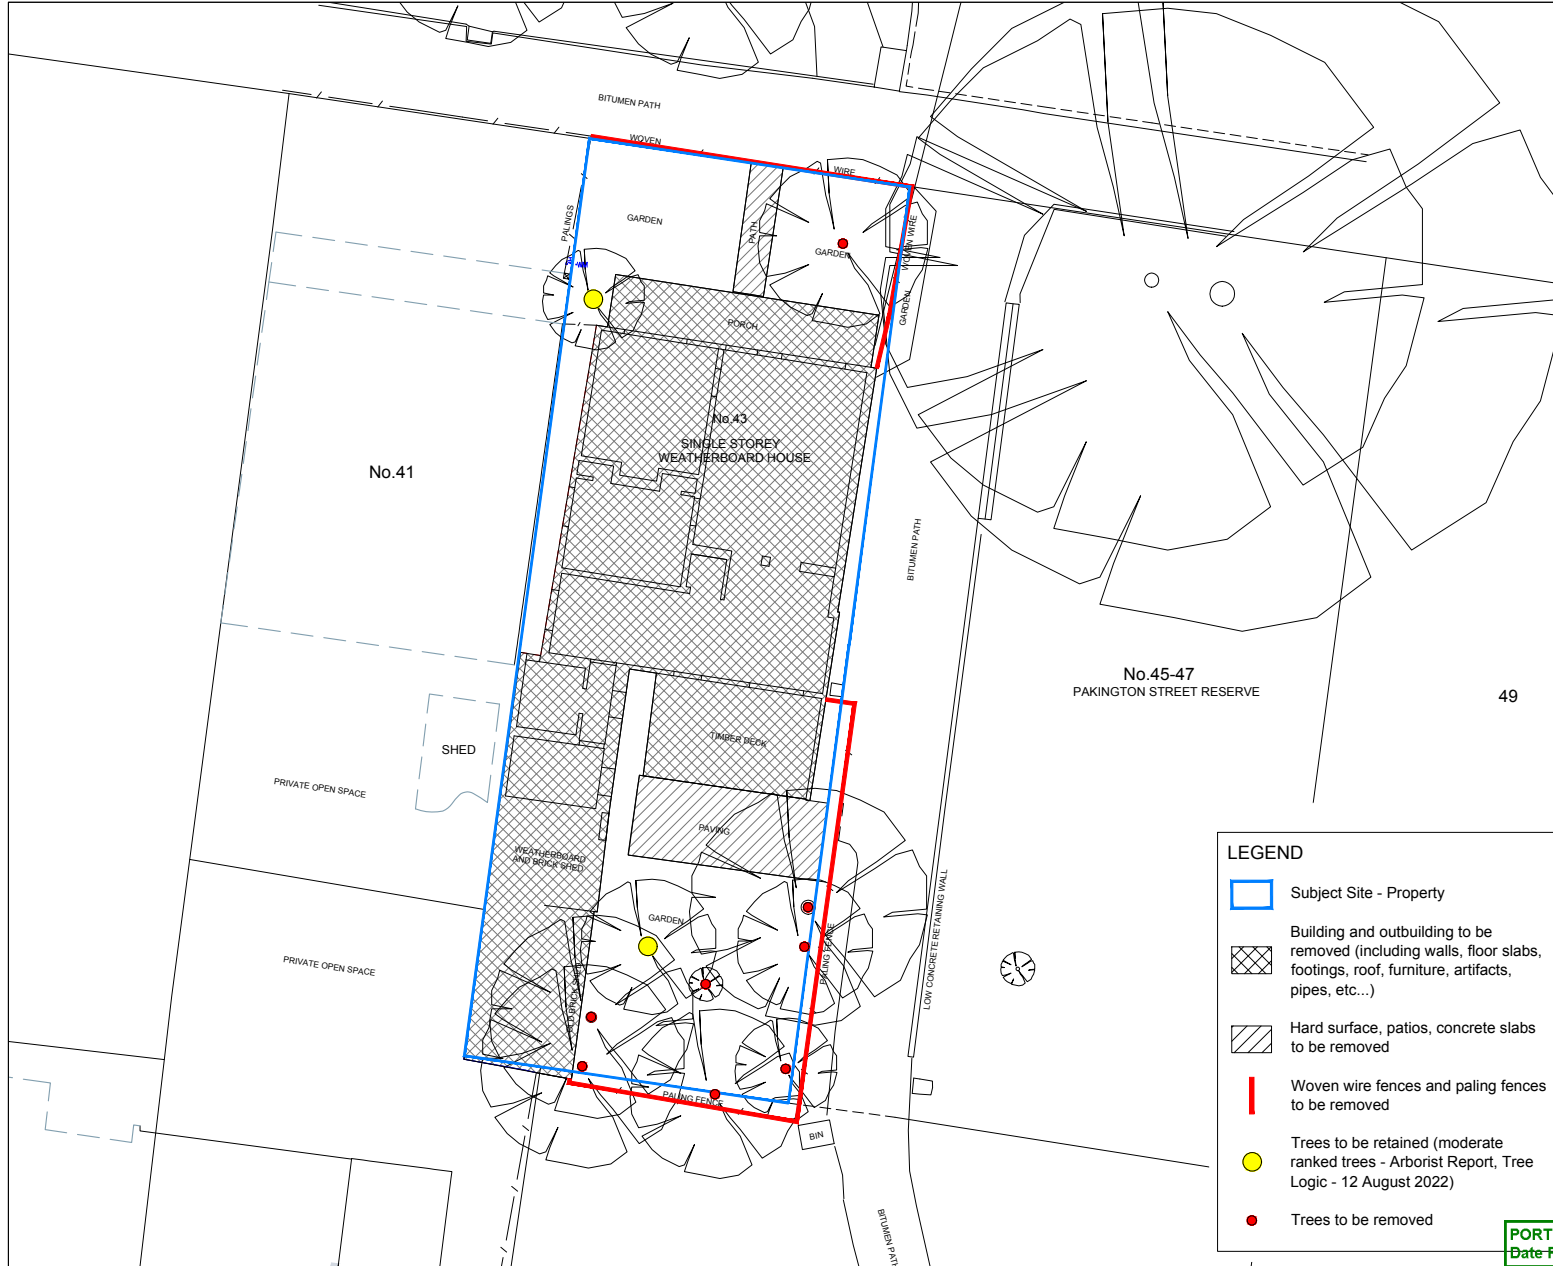 BITUMEN PATH
WOVEN
WIRE
PALINGS
GARDEN
PATH
GARDEN
WOVEN WIRE
GARDEN
PORCH
No.43
SINGLE STOREY
WEATHERBOARD HOUSE
No.41
BITUMEN PATH
No.45-47
PAKINGTON STREET RESERVE
49
SHED
TIMBER DECK
PRIVATE OPEN SPACE
PAVING
WEATHERBOARD
AND BRICK SHED
GARDEN
PALING FENCE
LOW CONCRETE RETAINING WALL
PRIVATE OPEN SPACE
OLD BRICK SHED
PALING FENCE
BIN
BITUMEN PATH
LEGEND
Subject Site - Property
Building and outbuilding to be
removed (including walls, floor slabs,
footings, roof, furniture, artifacts,
pipes, etc...)
Hard surface, patios, concrete slabs
to be removed
Woven wire fences and paling fences
to be removed
Trees to be retained (moderate
ranked trees - Arborist Report, Tree
Logic - 12 August 2022)
Trees to be removed
PORT
Date